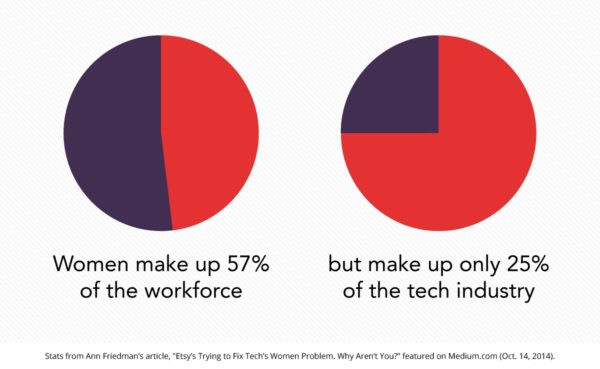 Women make up 57%
of the workforce
but make up only 25%
of the tech industry
Stats from Ann Friedman's article, "Etsy's Trying to Fix Tech's Women Problem. Why Aren't You?" featured on Medium.com (Oct. 14, 2014).